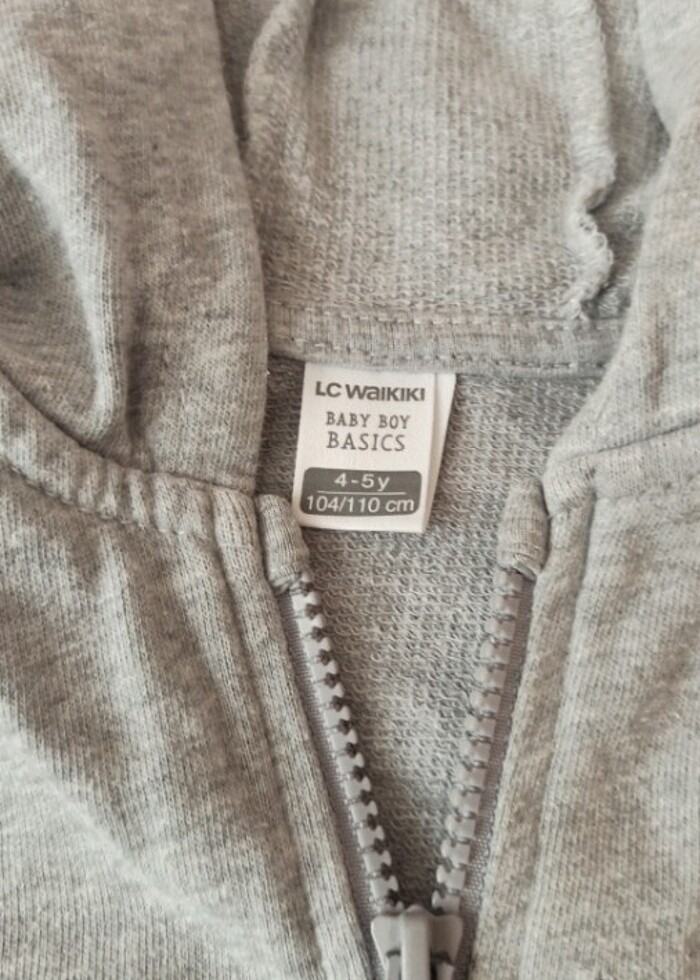 LC Waikiki
BABY BOY
BASICS
4-5y
104/110 cm